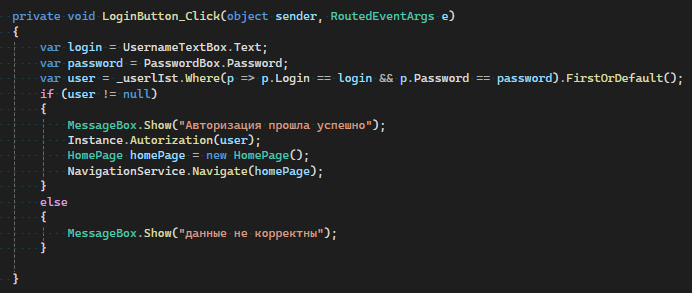 private void LoginButton_Click(object sender, RoutedEventArgs e)
{
var login = UsernameTextBox.Text;
var password = PasswordBox.Password;
var user = _userlIst.Where(p => p.Login == login && p.Password == password).FirstOrDefault();
if (user != null)
{
MessageBox.Show("Авторизация прошла успешно");
Instance.Autorization(user);
HomePage homePage = new HomePage();
NavigationService.Navigate(homePage);
}
else
{
MessageBox.Show("данные не корректны");
}
}